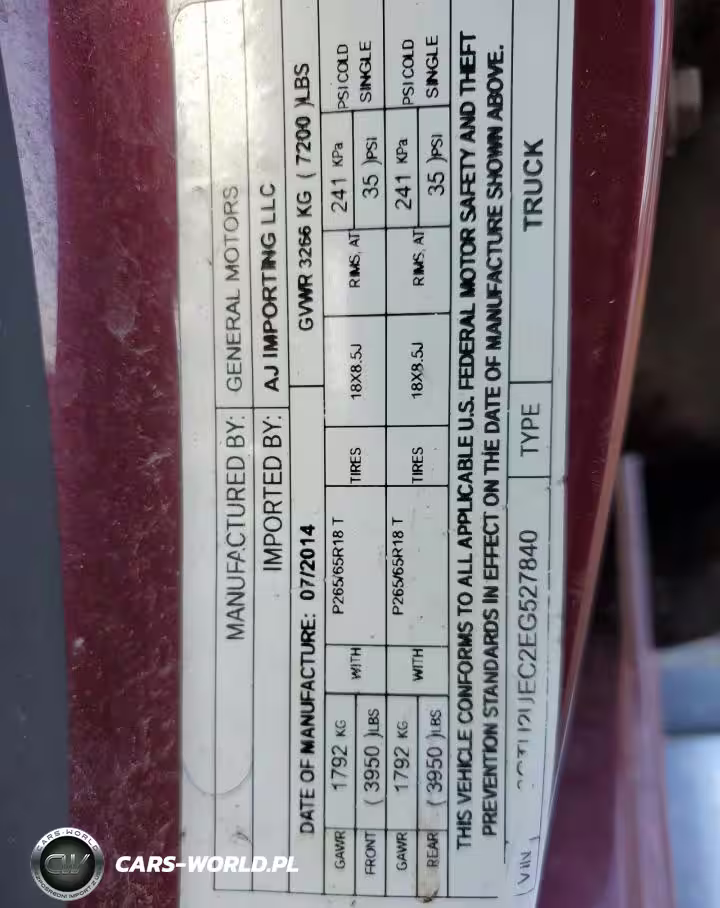 MANUFACTURED BY: GENERAL MOTORS
IMPORTED BY: AJ IMPORTING LLC
DATE OF MANUFACTURE: 07/2014 GVWR 3266 KG ( 7200 )LBS
GAWR 1792 KG WITH P265/65R18 T TIRES 18X8.5J RIMS, AT 241 KPa PSI COLD
FRONT ( 3950 )LBS 35 )PSI SINGLE
GAWR 1792 KG WITH P265/65R18 T TIRES 18X8.5J RIMS, AT 241 KPa PSI COLD
REAR ( 3950 )LBS 35 )PSI SINGLE
THIS VEHICLE CONFORMS TO ALL APPLICABLE U.S. FEDERAL MOTOR SAFETY AND THEFT
PREVENTION STANDARDS IN EFFECT ON THE DATE OF MANUFACTURE SHOWN ABOVE.
VIN TYPE TRUCK
CARS-WORLD
CW
CARS-WORLD.PL